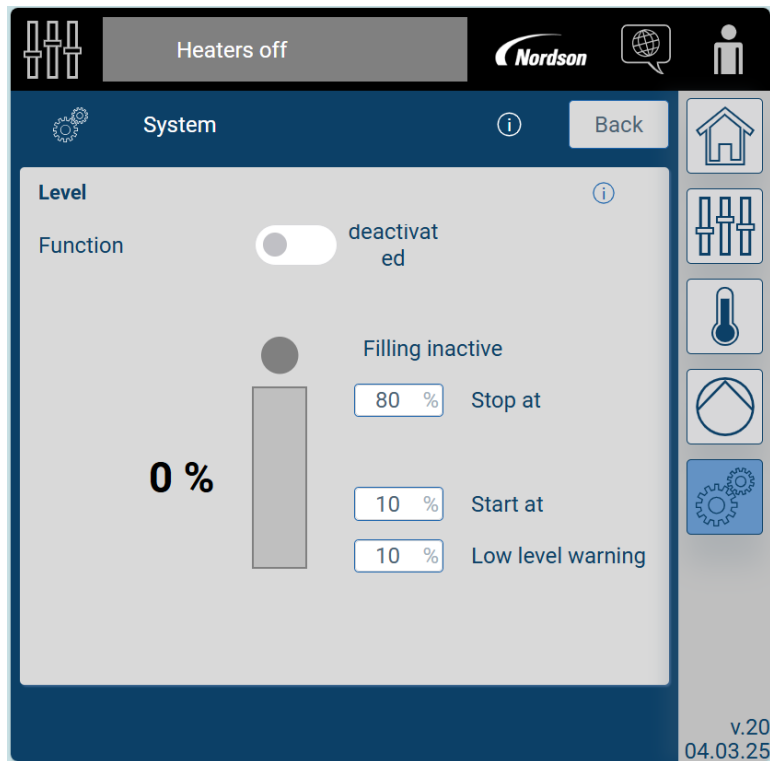 Heaters off
Nordson
System
i
Back
Level
i
Function
deactivat
ed
Filling inactive
80 %
Stop at
0 %
10 %
Start at
10 %
Low level warning
v.20
04.03.25